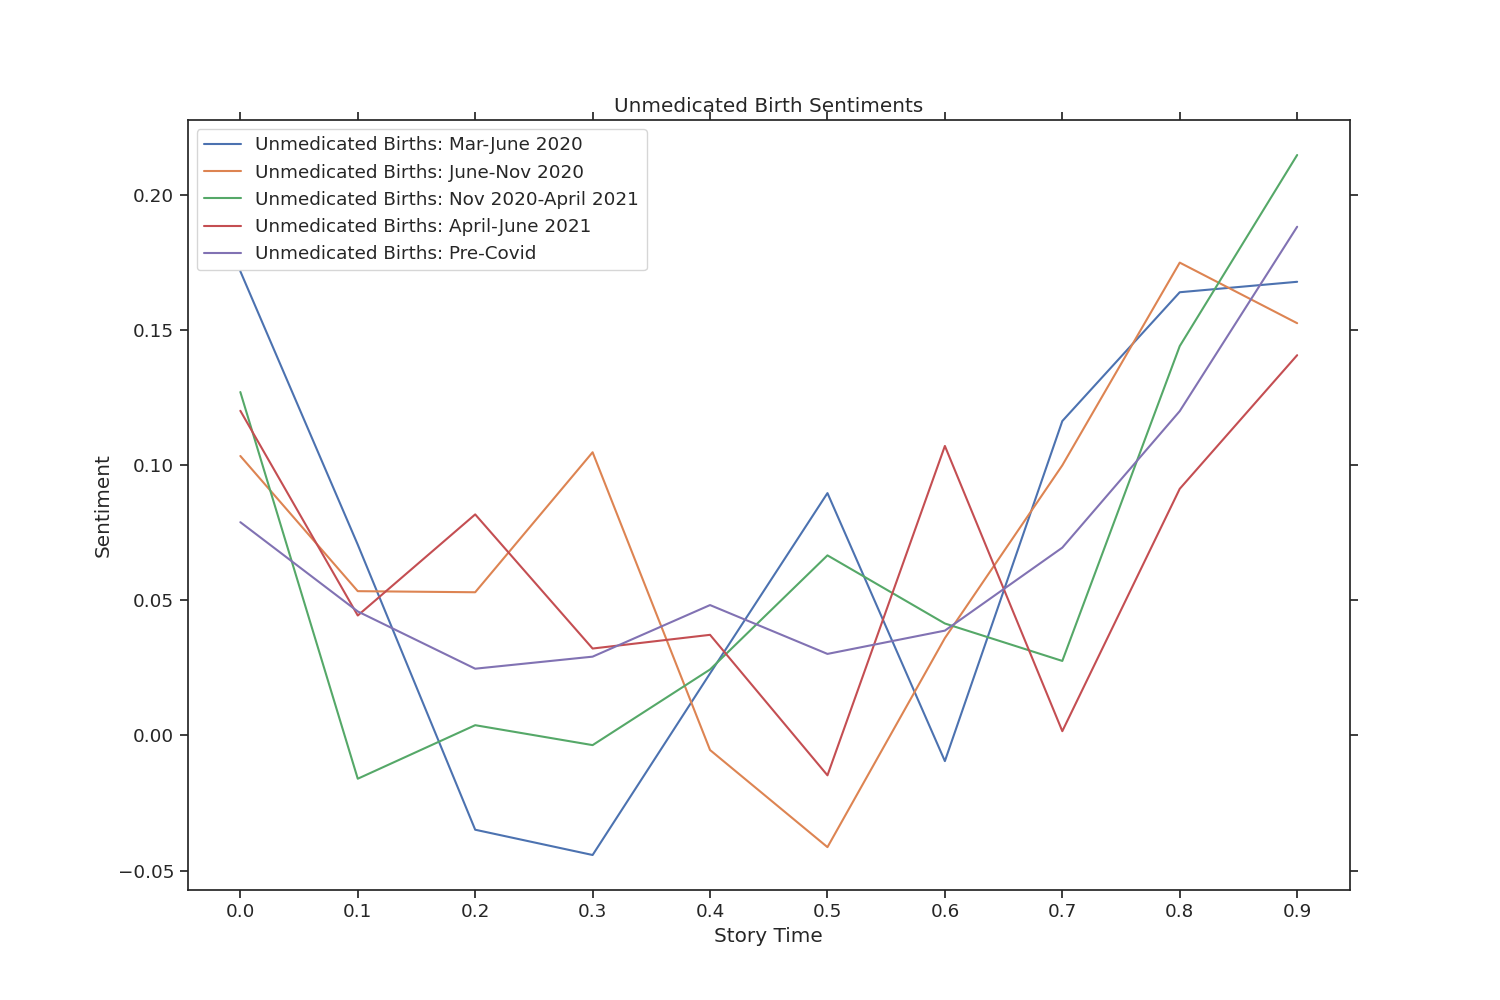 Unmedicated Birth Sentiments
Unmedicated Births: Mar-June 2020
Unmedicated Births: June-Nov 2020
Unmedicated Births: Nov 2020-April 2021
Unmedicated Births: April-June 2021
Unmedicated Births: Pre-Covid
Sentiment
0.20
0.15
0.10
0.05
0.00
−0.05
0.0 0.1 0.2 0.3 0.4 0.5 0.6 0.7 0.8 0.9
Story Time